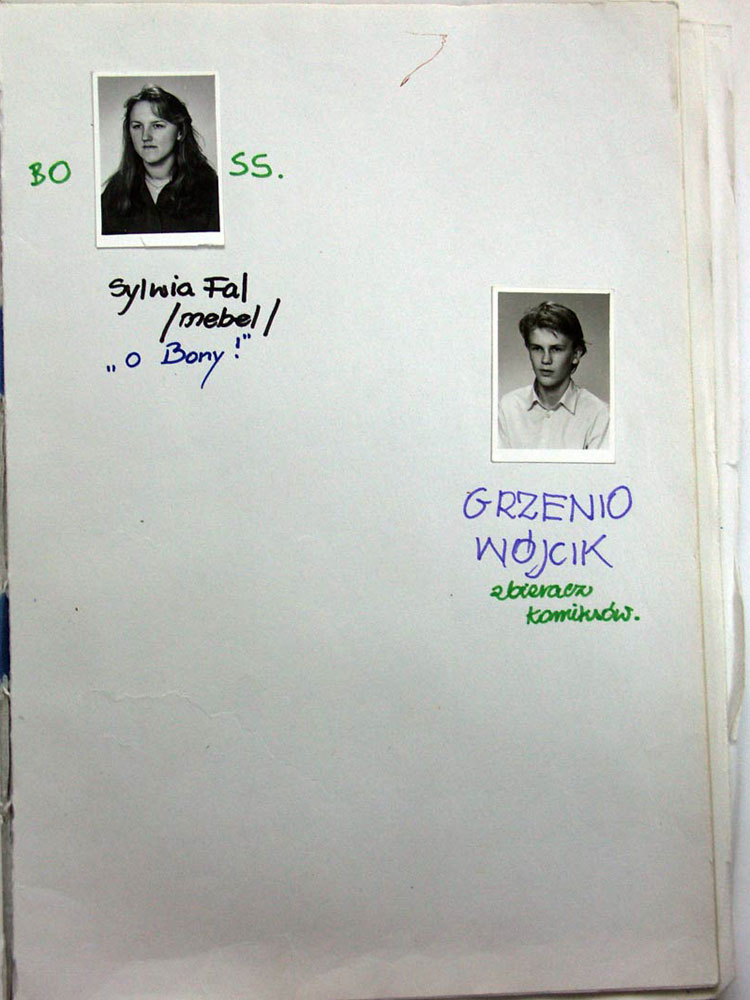 BO SS.
Sylwia Fal
/mebel/
„o Bony!"
GRZENIO
WÓJCIK
zbieracz
komiksów.